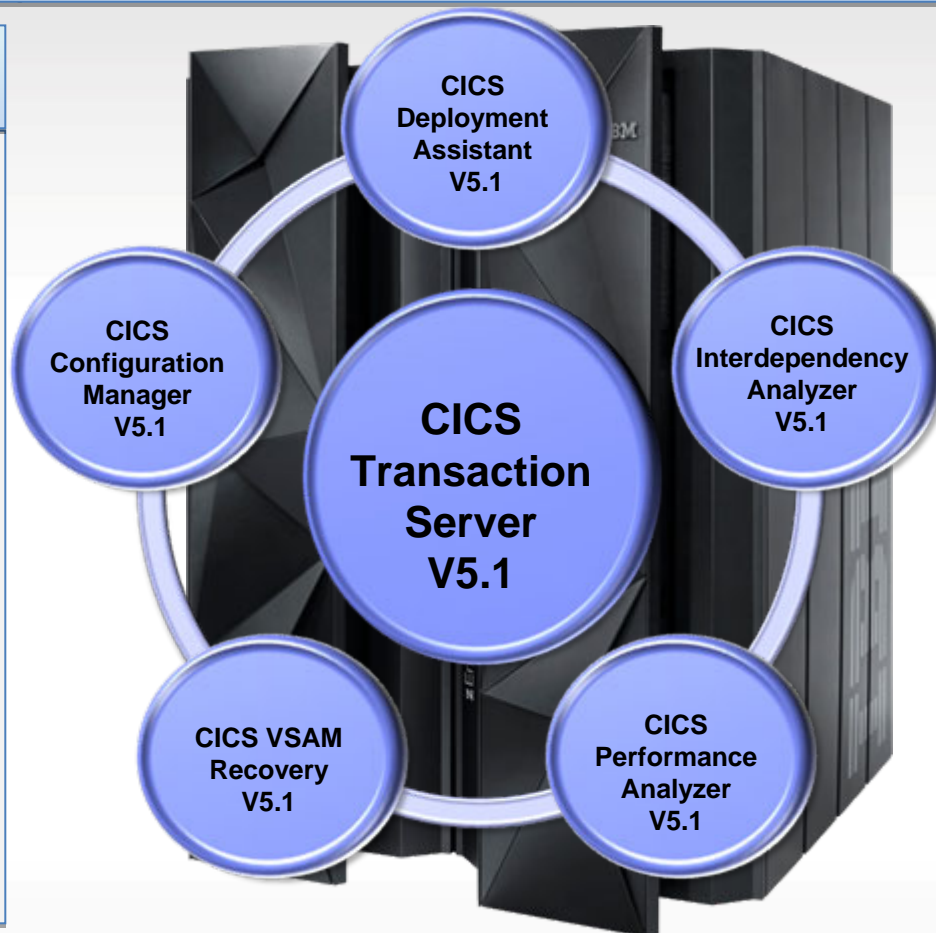 CICS
Deployment
Assistant
V5.1
CICS
Configuration
Manager
V5.1
CICS
Interdependency
Analyzer
V5.1
CICS
Transaction
Server
V5.1
CICS VSAM
Recovery
V5.1
CICS
Performance
Analyzer
V5.1